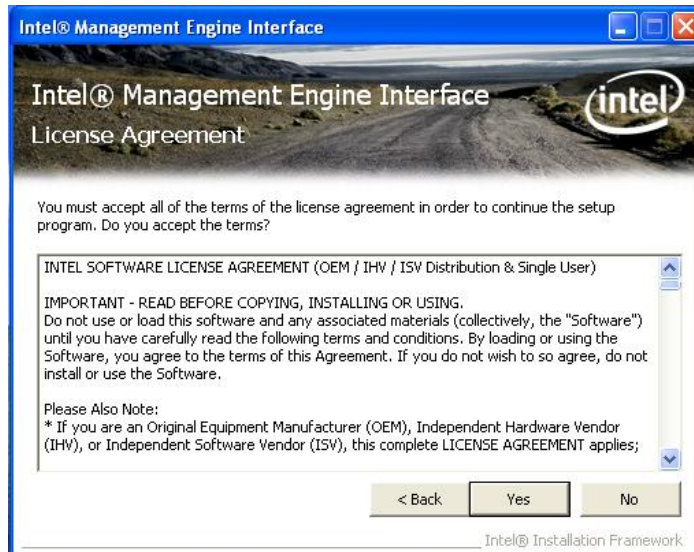 Intel® Management Engine Interface
Intel® Management Engine Interface
License Agreement
intel
You must accept all of the terms of the license agreement in order to continue the setup
program. Do you accept the terms?
INTEL SOFTWARE LICENSE AGREEMENT (OEM / IHV / ISV Distribution & Single User)
IMPORTANT - READ BEFORE COPYING, INSTALLING OR USING.
Do not use or load this software and any associated materials (collectively, the "Software")
until you have carefully read the following terms and conditions. By loading or using the
Software, you agree to the terms of this Agreement. If you do not wish to so agree, do not
install or use the Software.
Please Also Note:
* If you are an Original Equipment Manufacturer (OEM), Independent Hardware Vendor
(IHV), or Independent Software Vendor (ISV), this complete LICENSE AGREEMENT applies;
< Back
Yes
No
Intel® Installation Framework